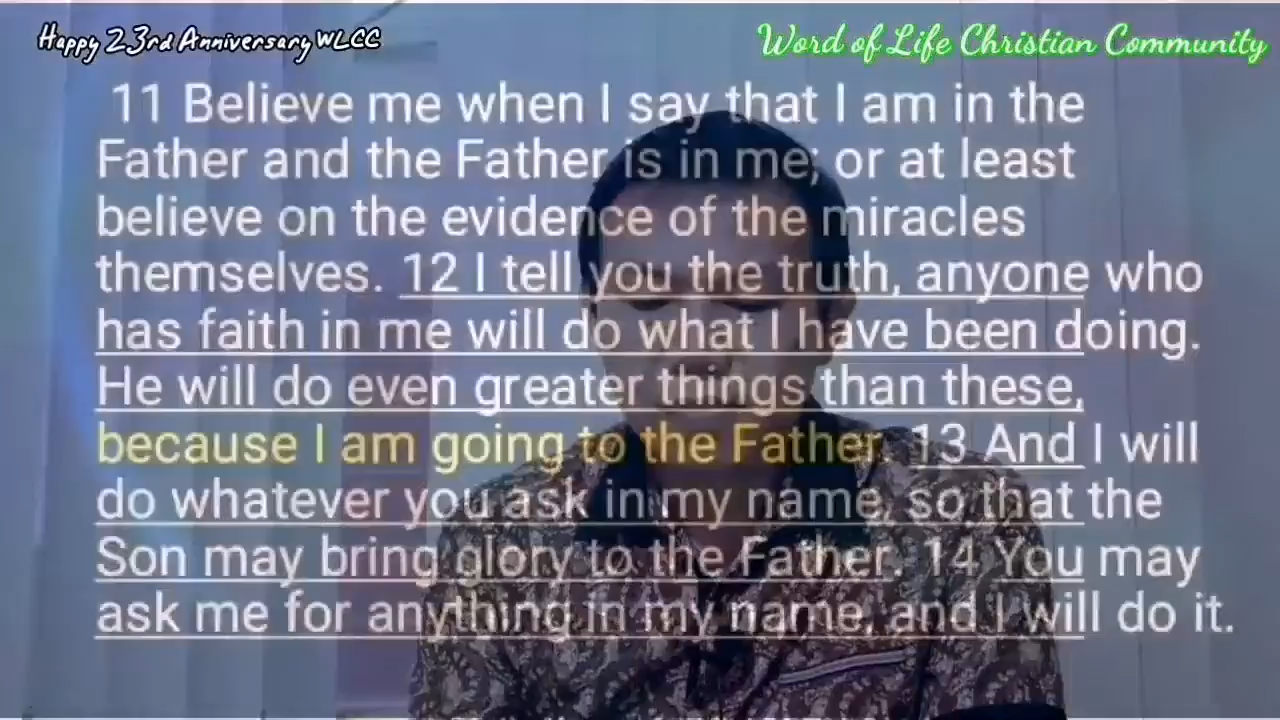 Happy 23rd Anniversary WLCC
Word of Life Christian Community
11 Believe me when I say that I am in the
Father and the Father is in me; or at least
believe on the evidence of the miracles
themselves. 12 I tell you the truth, anyone who
has faith in me will do what I have been doing.
He will do even greater things than these,
because I am going to the Father. 13 And I will
do whatever you ask in my name, so that the
Son may bring glory to the Father. 14 You may
ask me for anything in my name, and I will do it.